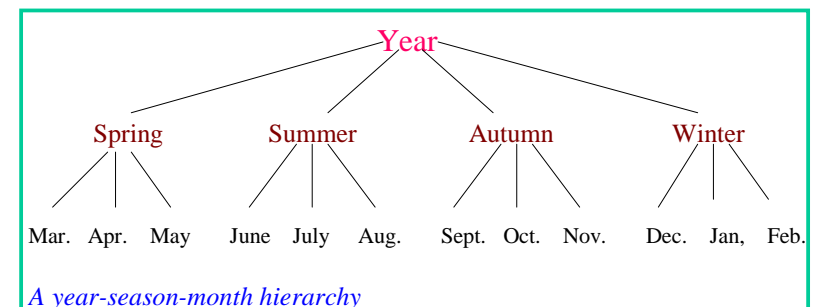 Year
Spring Summer Autumn Winter
Mar. Apr. May June July Aug. Sept. Oct. Nov. Dec. Jan, Feb.
A year-season-month hierarchy